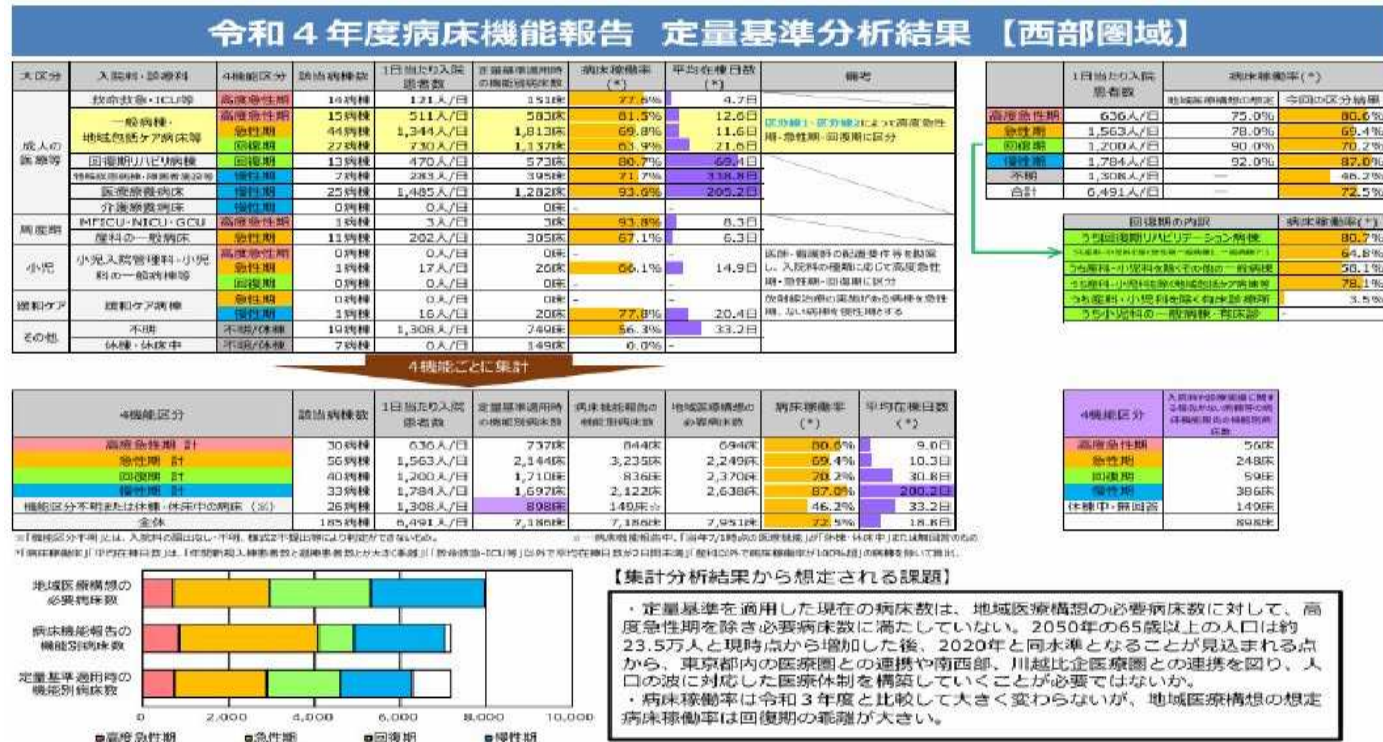 令和４年度病床機能報告 定量基準分析結果 【西部圏域】
大区分 入院料・診療科 4機能区分 該当病棟数 1日当たり入院患者数 定量基準適用時の機能別病床数 病床稼働率(*) 平均在棟日数(*) 備考
成人の医療等
救命救急・ICU等 高度急性期 14病棟 121人/日 151床 77.6% 4.7日
一般病棟・地域包括ケア病床等
高度急性期 15病棟 511人/日 583床 81.5% 12.6日
急性期 44病棟 1,344人/日 1,813床 69.8% 11.6日
回復期 27病棟 730人/日 1,137床 63.9% 21.6日
区分線1・区分線2によって高度急性期・急性期・回復期に区分
回復期リハビリ病棟 回復期 13病棟 470人/日 573床 80.7% 69.4日
特殊疾患病棟・障害者施設等 慢性期 7病棟 283人/日 395床 71.7% 338.8日
医療療養病床 慢性期 25病棟 1,485人/日 1,282床 93.6% 205.2日
介護療養病床 慢性期 0病棟 0人/日 0床 - -
周産期
MFICU・NICU・GCU 高度急性期 1病棟 3人/日 3床 93.8% 8.3日
産科の一般病床 急性期 11病棟 202人/日 305床 67.1% 6.3日
小児
小児入院管理料・小児科の一般病棟等
高度急性期 0病棟 0人/日 0床 - -
急性期 1病棟 17人/日 26床 66.1% 14.9日
回復期 0病棟 0人/日 0床 - -
医師・看護師の配置要件等を勘案し、入院料の種類に応じて高度急性期・急性期・回復期に区分
緩和ケア
緩和ケア病棟
急性期 0病棟 0人/日 0床 - -
慢性期 1病棟 16人/日 20床 77.8% 20.4日
放射線治療の実施がある病棟を急性期、ない病棟を慢性期とする
その他
不明 不明/休棟 19病棟 1,308人/日 749床 56.3% 33.2日
休棟・休床中 不明/休棟 7病棟 0人/日 149床 0.0% -
1日当たり入院患者数 病床稼働率(*)
地域医療構想の想定 今回の区分結果
高度急性期 636人/日 75.0% 80.6%
急性期 1,563人/日 78.0% 69.4%
回復期 1,200人/日 90.0% 70.2%
慢性期 1,784人/日 92.0% 87.0%
不明 1,308人/日 — 46.2%
合計 6,491人/日 — 72.5%
回復期の内訳 病床稼働率(*)
うち回復期リハビリテーション病棟 80.7%
64.8%
うち産科・小児科を除くその他の一般病棟 58.1%
うち産科・小児科を除く地域包括ケア病床等 78.1%
うち産科・小児科を除く有床診療所 3.5%
うち小児科の一般病棟・有床診 -
4機能ごとに集計
4機能区分 該当病棟数 1日当たり入院患者数 定量基準適用時の機能別病床数 病床機能報告の機能別病床数 地域医療構想の必要病床数 病床稼働率(*) 平均在棟日数(*)
高度急性期 計 30病棟 636人/日 737床 844床 694床 80.6% 9.0日
急性期 計 56病棟 1,563人/日 2,144床 3,235床 2,249床 69.4% 10.3日
回復期 計 40病棟 1,200人/日 1,710床 836床 2,370床 70.2% 30.8日
慢性期 計 33病棟 1,784人/日 1,697床 2,122床 2,638床 87.0% 200.2日
機能区分不明または休棟・休床中の病床（※） 26病棟 1,308人/日 898床 149床☆ 46.2% 33.2日
全体 185病棟 6,491人/日 7,186床 7,186床 7,951床 72.5% 18.8日
4機能区分
高度急性期 56床
急性期 248床
回復期 59床
慢性期 386床
休棟中・無回答 149床
898床
地域医療構想の必要病床数
病床機能報告の機能別病床数
定量基準適用時の機能別病床数
0 2,000 4,000 6,000 8,000 10,000
■高度急性期 ■急性期 ■回復期 ■慢性期
【集計分析結果から想定される課題】
・定量基準を適用した現在の病床数は、地域医療構想の必要病床数に対して、高
度急性期を除き必要病床数に満たしていない。2050年の65歳以上の人口は約
23.5万人と現時点から増加した後、2020年と同水準となることが見込まれる点
から、東京都内の医療圏との連携や南西部、川越比企医療圏との連携を図り、人
口の波に対応した医療体制を構築していくことが必要ではないか。
・病床稼働率は令和３年度と比較して大きく変わらないが、地域医療構想の想定
病床稼働率は回復期の乖離が大きい。